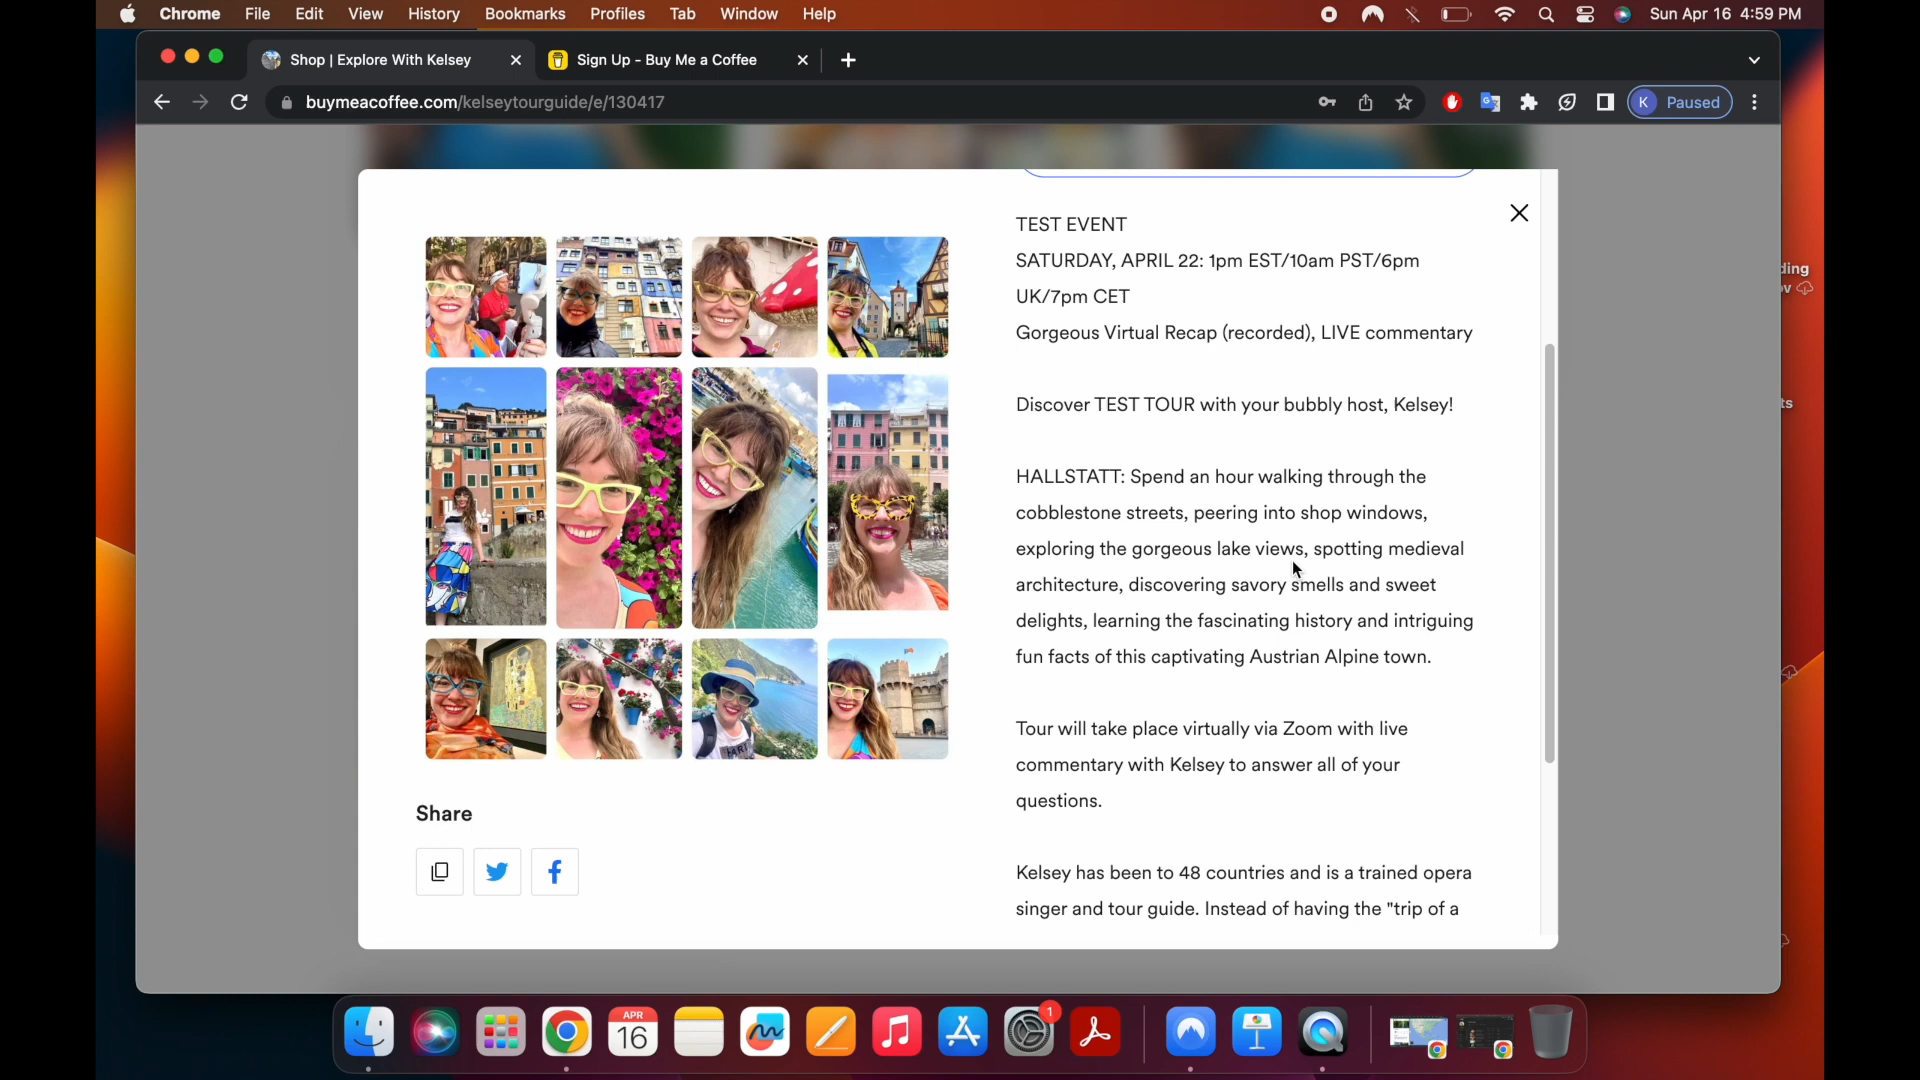 Chrome File Edit View History Bookmarks Profiles Tab Window Help Sun Apr 16 4:59 PM
Shop | Explore With Kelsey Sign Up - Buy Me a Coffee
buymeacoffee.com/kelseytourguide/e/130417 K Paused
TEST EVENT
SATURDAY, APRIL 22: 1pm EST/10am PST/6pm
UK/7pm CET
Gorgeous Virtual Recap (recorded), LIVE commentary
Discover TEST TOUR with your bubbly host, Kelsey!
HALLSTATT: Spend an hour walking through the
cobblestone streets, peering into shop windows,
exploring the gorgeous lake views, spotting medieval
architecture, discovering savory smells and sweet
delights, learning the fascinating history and intriguing
fun facts of this captivating Austrian Alpine town.
Tour will take place virtually via Zoom with live
commentary with Kelsey to answer all of your
questions.
Kelsey has been to 48 countries and is a trained opera
singer and tour guide. Instead of having the "trip of a
Share
APR
16
1